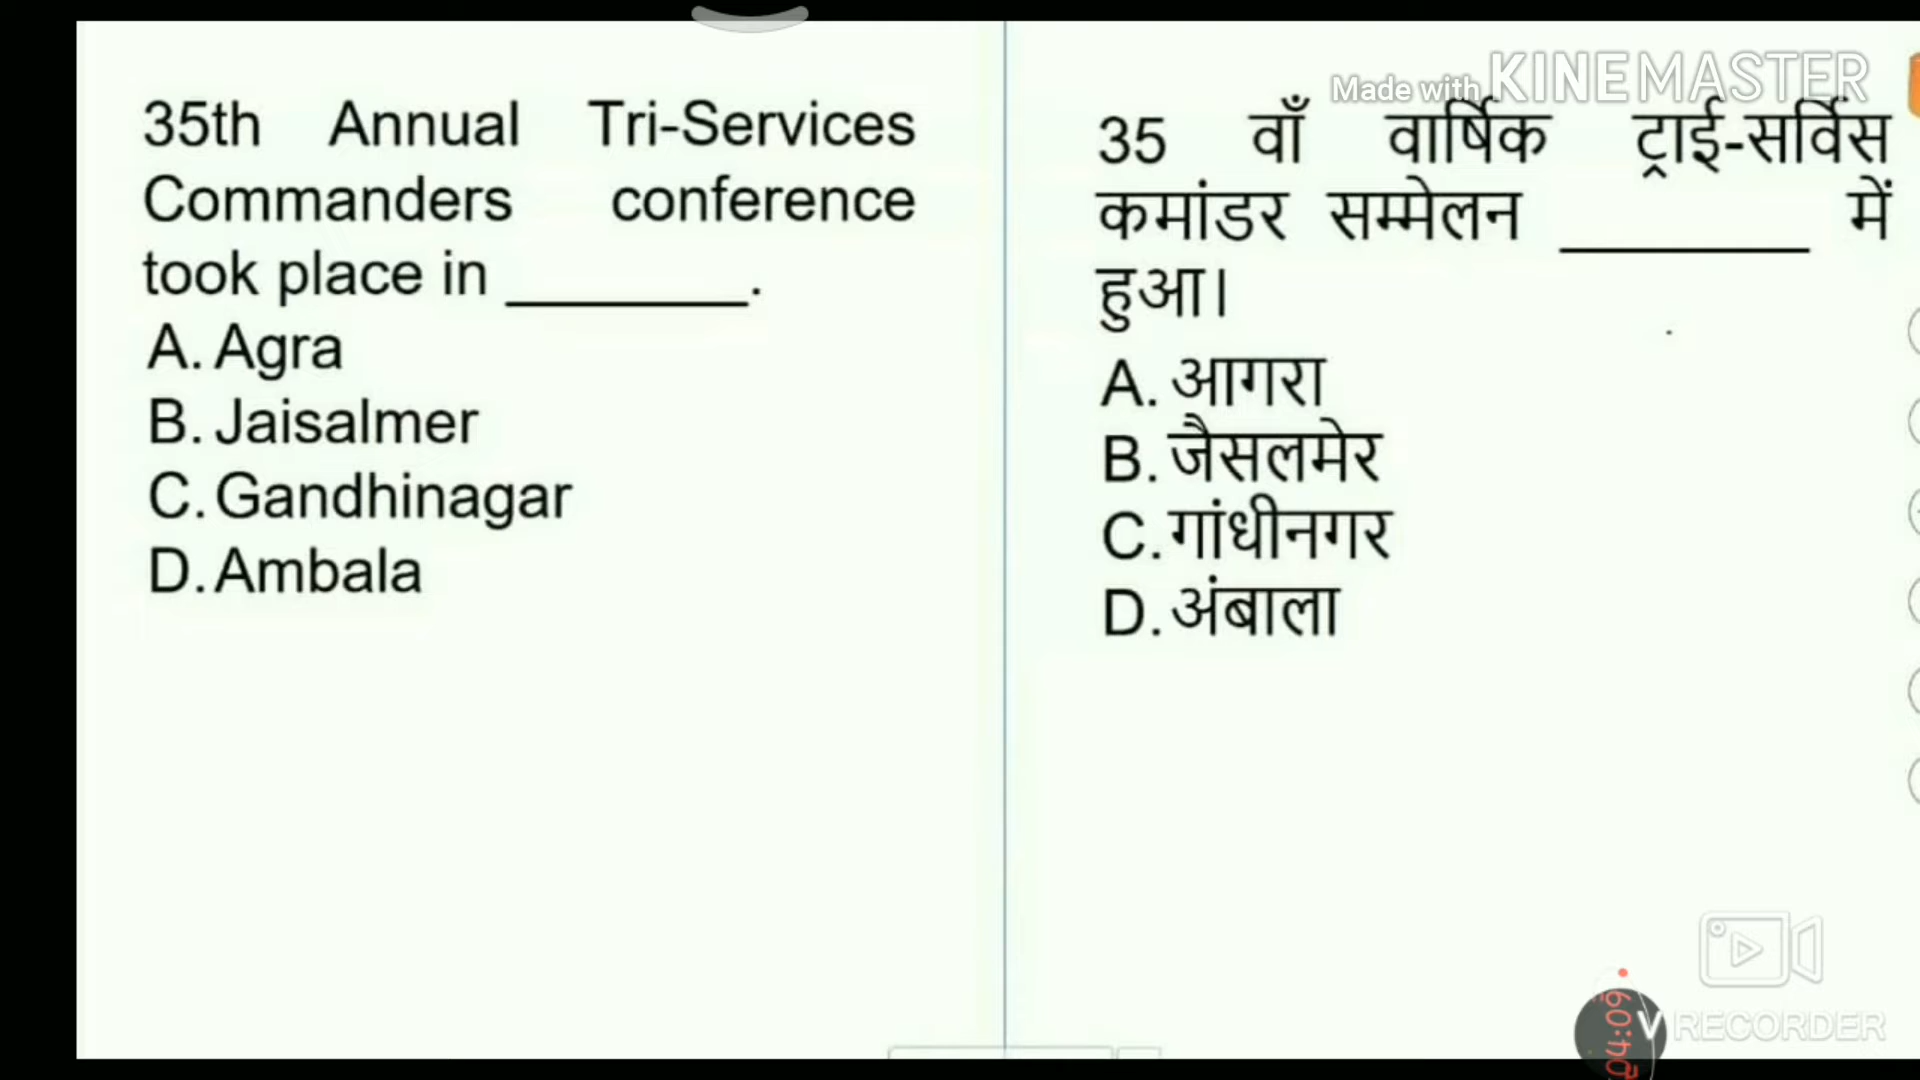 35th Annual Tri-Services
Commanders conference
took place in ________.
A. Agra
B. Jaisalmer
C. Gandhinagar
D. Ambala
Made with KINEMASTER
35 वाँ वार्षिक ट्राई-सर्विस
कमांडर सम्मेलन ________ में
हुआ।
A. आगरा
B. जैसलमेर
C. गांधीनगर
D. अंबाला
V RECORDER